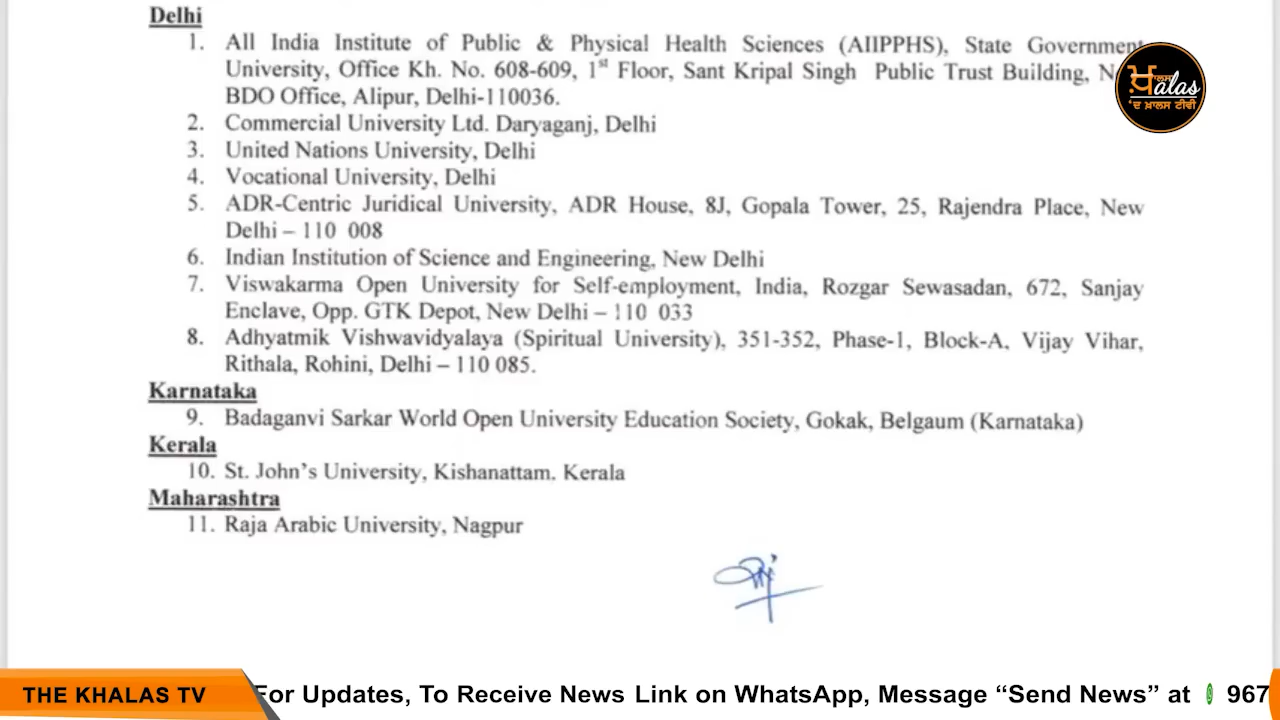 Delhi
1. All India Institute of Public & Physical Health Sciences (AIIPPHS), State Government
University, Office Kh. No. 608-609, 1st Floor, Sant Kripal Singh Public Trust Building,
BDO Office, Alipur, Delhi-110036.
2. Commercial University Ltd. Daryaganj, Delhi
3. United Nations University, Delhi
4. Vocational University, Delhi
5. ADR-Centric Juridical University, ADR House, 8J, Gopala Tower, 25, Rajendra Place, New
Delhi – 110 008
6. Indian Institution of Science and Engineering, New Delhi
7. Viswakarma Open University for Self-employment, India, Rozgar Sewasadan, 672, Sanjay
Enclave, Opp. GTK Depot, New Delhi – 110 033
8. Adhyatmik Vishwavidyalaya (Spiritual University), 351-352, Phase-1, Block-A, Vijay Vihar,
Rithala, Rohini, Delhi – 110 085.
Karnataka
9. Badaganvi Sarkar World Open University Education Society, Gokak, Belgaum (Karnataka)
Kerala
10. St. John's University, Kishanattam, Kerala
Maharashtra
11. Raja Arabic University, Nagpur
ਖ਼ਾਲਸ
alas
'ਦ ਖ਼ਾਲਸ ਟੀਵੀ
THE KHALAS TV
For Updates, To Receive News Link on WhatsApp, Message “Send News” at 967